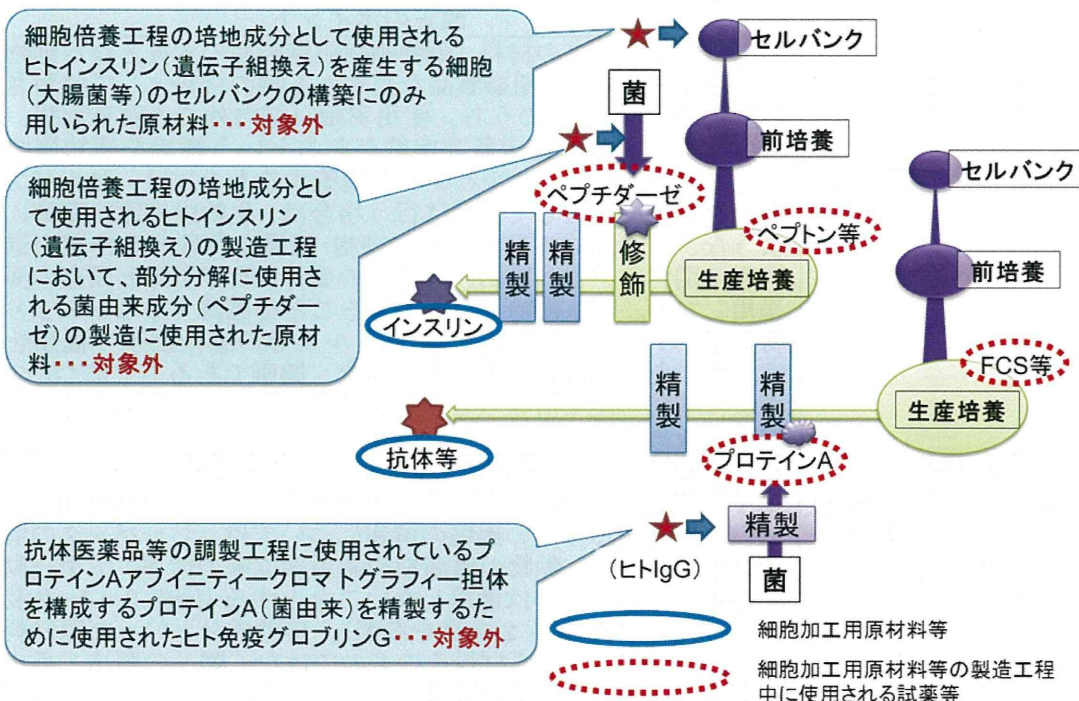 細胞倍養工程の培地成分として使用される
ヒトインスリン(遺伝子組換え)を産生する細胞
(大腸菌等)のセルバンクの構築にのみ
用いられた原材料・・・対象外
細胞倍養工程の培地成分とし
て使用されるヒトインスリン
(遺伝子組換え)の製造工程
において、部分分解に使用さ
れる菌由来成分(ペプチダー
ゼ)の製造に使用された原材
料・・・対象外
セルバンク
菌
前培養
ペプチダーゼ
ペプトン等
精製
精製
修飾
生産培養
インスリン
セルバンク
前培養
FCS等
生産培養
精製
精製
抗体等
プロテインA
精製
(ヒトIgG)
菌
抗体医薬品等の調製工程に使用されているプ
ロテインAアブイニティークロマトグラフィー担体
を構成するプロテインA(菌由来)を精製するた
めに使用されたヒト免疫グロブリンG・・・対象外
細胞加工用原材料等
細胞加工用原材料等の製造工程
中に使用される試薬等